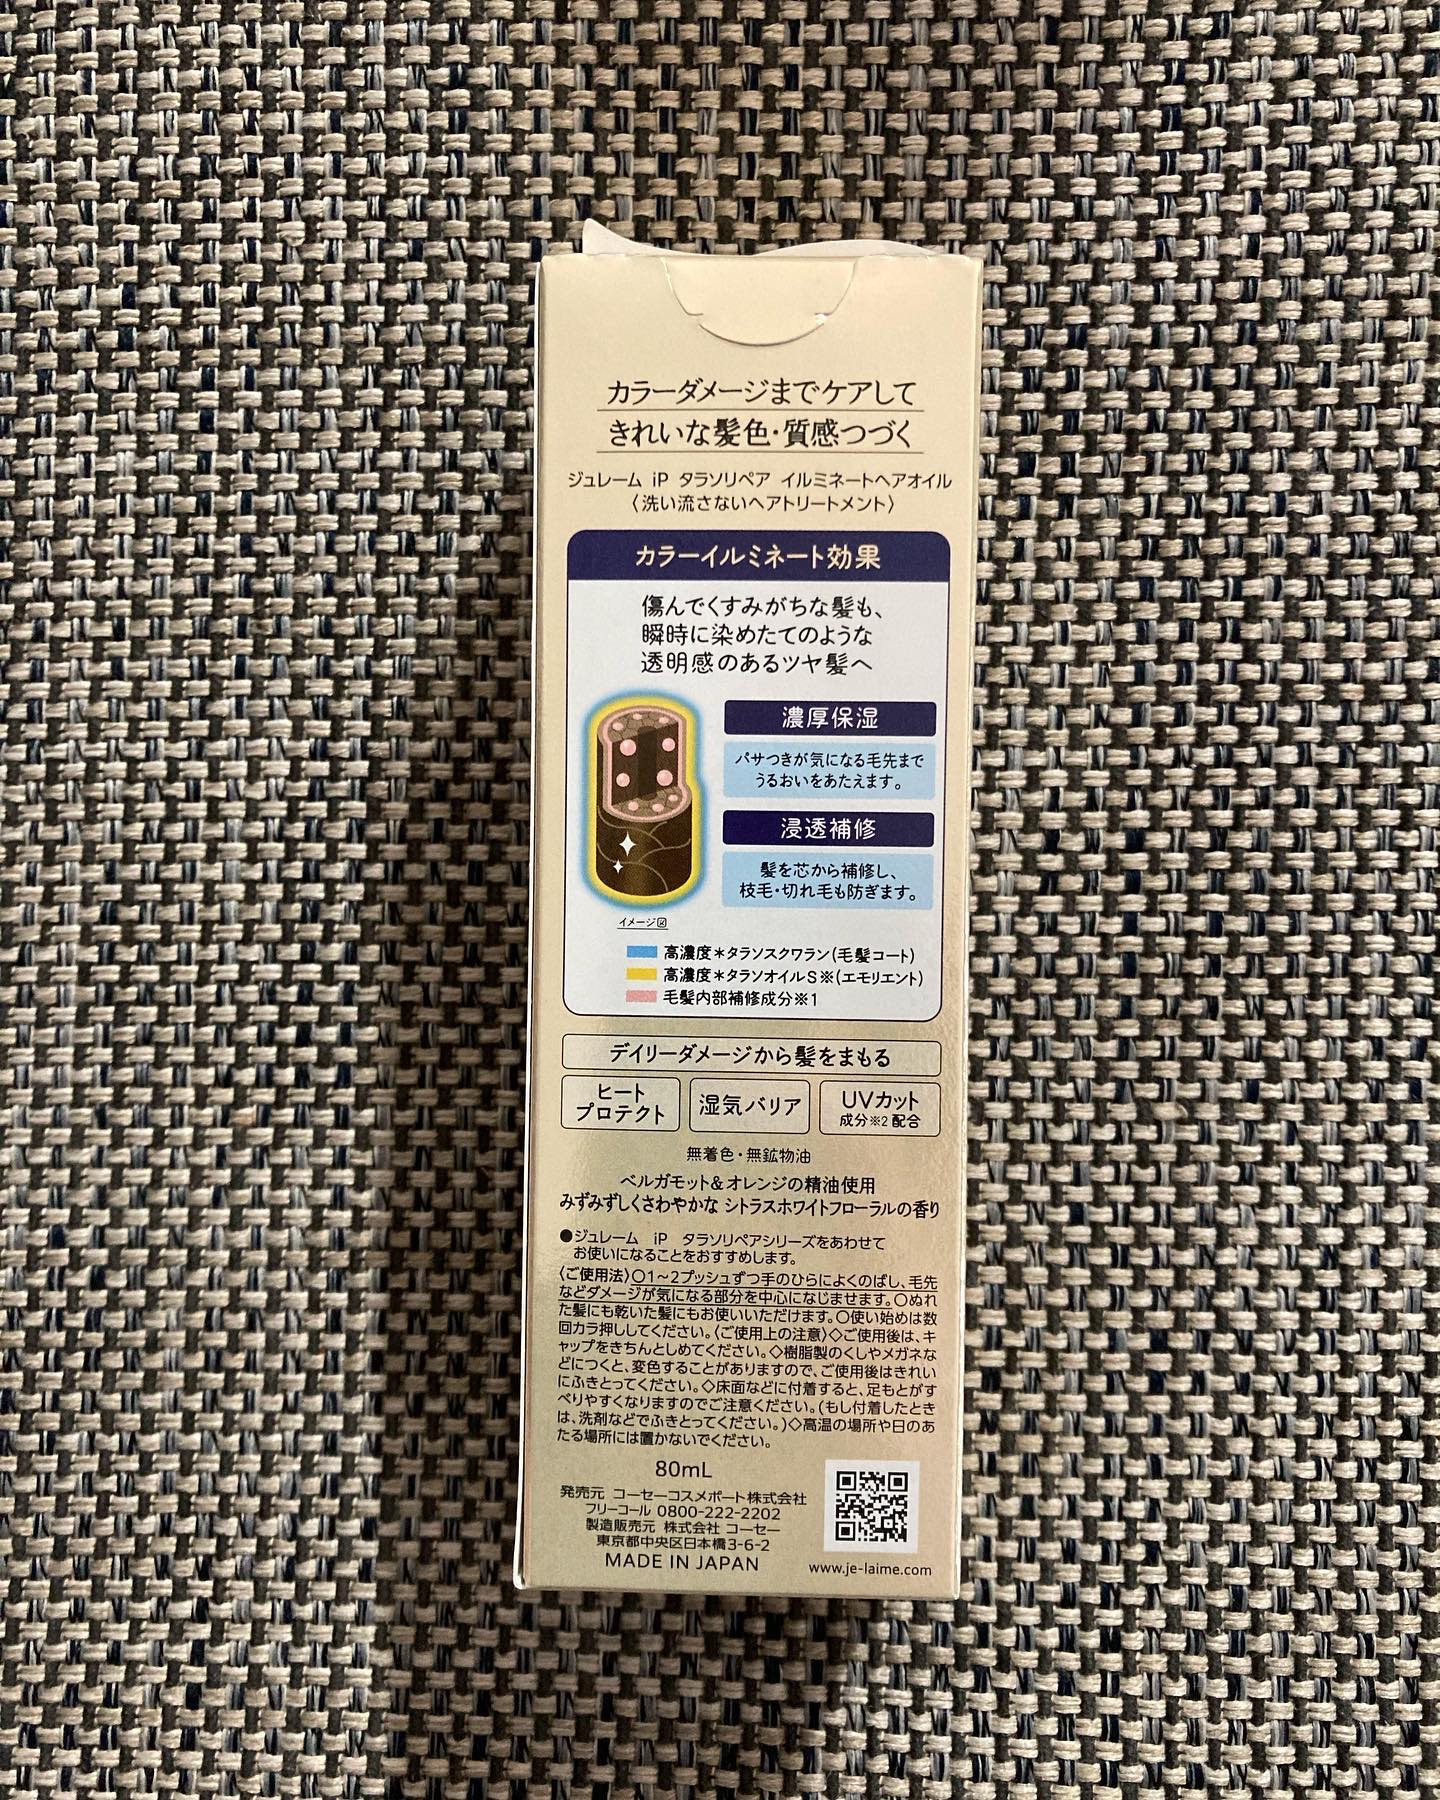 カラーダメージまでケアして
きれいな髪色・質感つづく
ジュレーム iP タラソリペア イルミネートヘアオイル
〈洗い流さないヘアトリートメント〉
カラーイルミネート効果
傷んでくすみがちな髪も、
瞬時に染めたてのような
透明感のあるツヤ髪へ
濃厚保湿
パサつきが気になる毛先まで
うるおいをあたえます。
浸透補修
髪を芯から補修し、
枝毛・切れ毛も防ぎます。
イメージ図
高濃度＊タラソスクワラン(毛髪コート)
高濃度＊タラソオイルS※(エモリエント)
毛髪内部補修成分※1
デイリーダメージから髪をまもる
ヒート
プロテクト
湿気バリア
UVカット
成分※2配合
無着色・無鉱物油
ベルガモット&オレンジの精油使用
みずみずしくさわやかな シトラスホワイトフローラルの香り
●ジュレーム iP タラソリペアシリーズをあわせて
お使いになることをおすすめします。
〈ご使用法〉○1～2プッシュずつ手のひらによくのばし、毛先
などダメージが気になる部分を中心になじませます。○ぬれ
た髪にも乾いた髪にもお使いいただけます。○使い始めは数
回カラ押ししてください。〈ご使用上の注意〉◇ご使用後は、キ
ャップをきちんとしめてください。◇樹脂製のくしやメガネな
どにつくと、変色することがありますので、ご使用後はきれい
にふきとってください。◇床面などに付着すると、足もとがす
べりやすくなりますのでご注意ください。(もし付着したとき
は、洗剤などでふきとってください。)◇高温の場所や日のあ
たる場所には置かないでください。
80mL
発売元 コーセーコスメポート株式会社
フリーコール 0800-222-2202
製造販売元 株式会社 コーセー
東京都中央区日本橋3-6-2
MADE IN JAPAN
www.je-laime.com